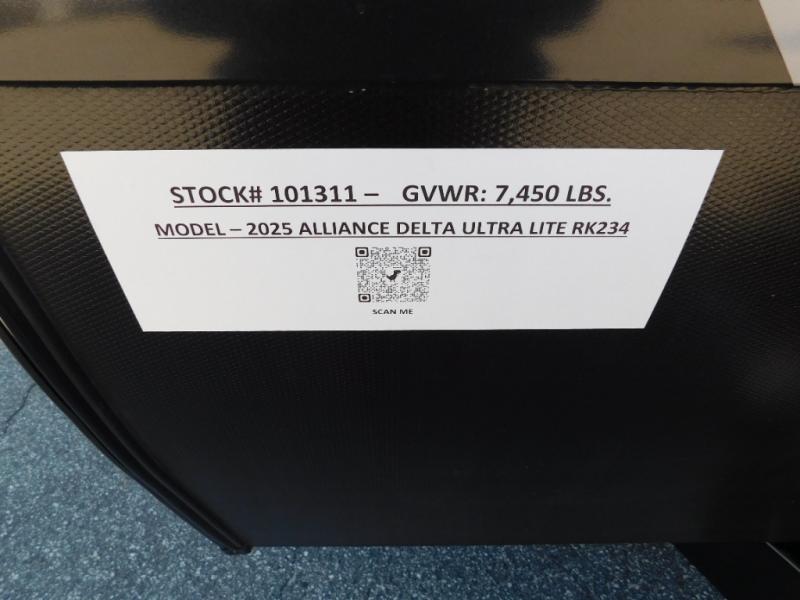 STOCK# 101311 – GVWR: 7,450 LBS.
MODEL – 2025 ALLIANCE DELTA ULTRA LITE RK234
SCAN ME